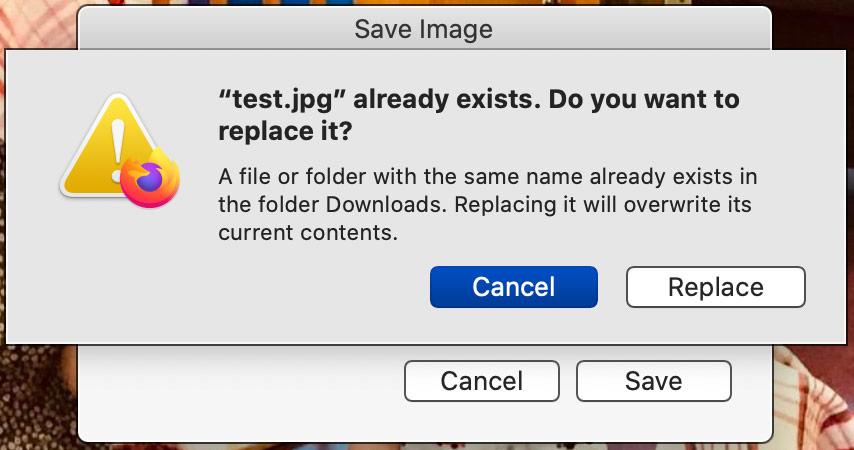 Save Image
“test.jpg” already exists. Do you want to
replace it?
A file or folder with the same name already exists in
the folder Downloads. Replacing it will overwrite its
current contents.
Cancel Replace
Cancel Save